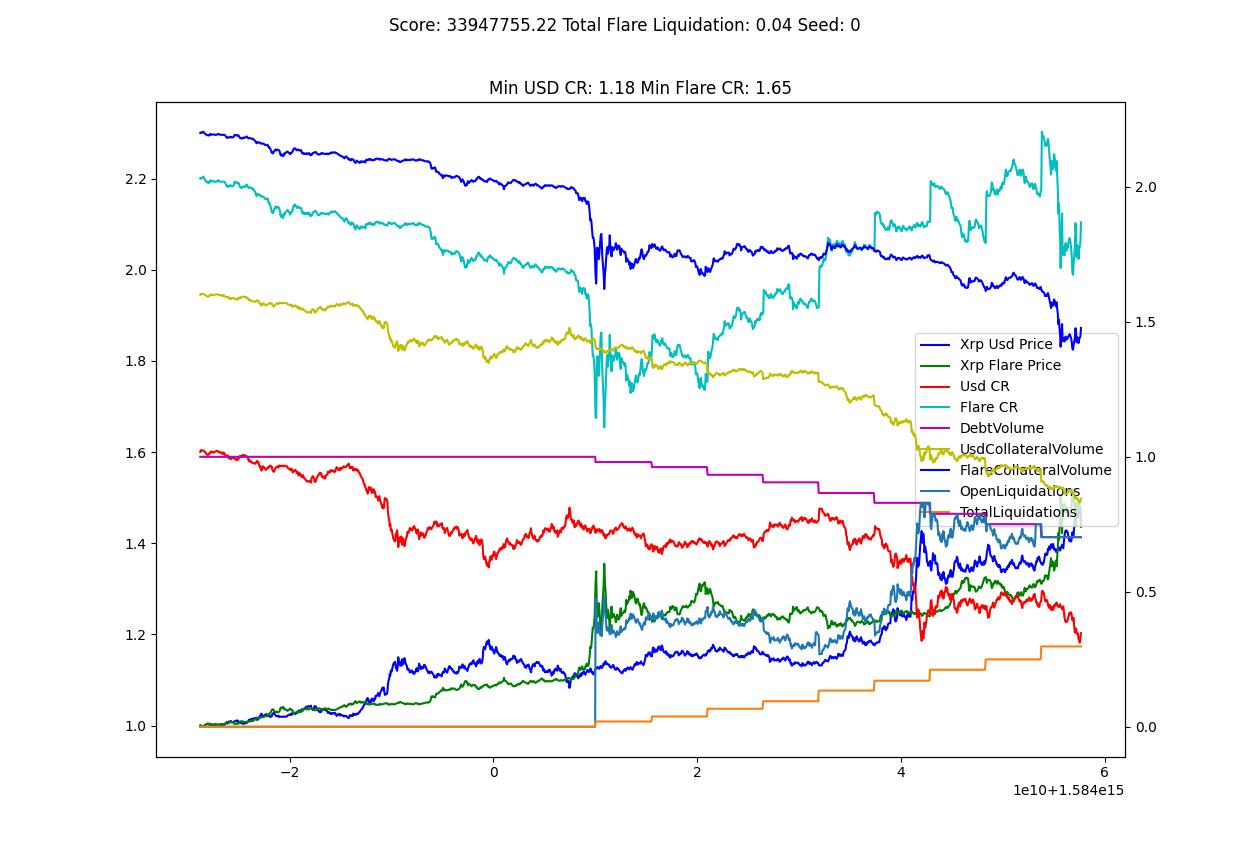 Score: 33947755.22 Total Flare Liquidation: 0.04 Seed: 0
Min USD CR: 1.18 Min Flare CR: 1.65
2.2
2.0
1.8
1.6
1.4
1.2
1.0
2.0
1.5
1.0
0.5
0.0
Xrp Usd Price
Xrp Flare Price
Usd CR
Flare CR
DebtVolume
UsdCollateralVolume
FlareCollateralVolume
OpenLiquidations
TotalLiquidations
−2 0 2 4 6
1e10+1.584e15